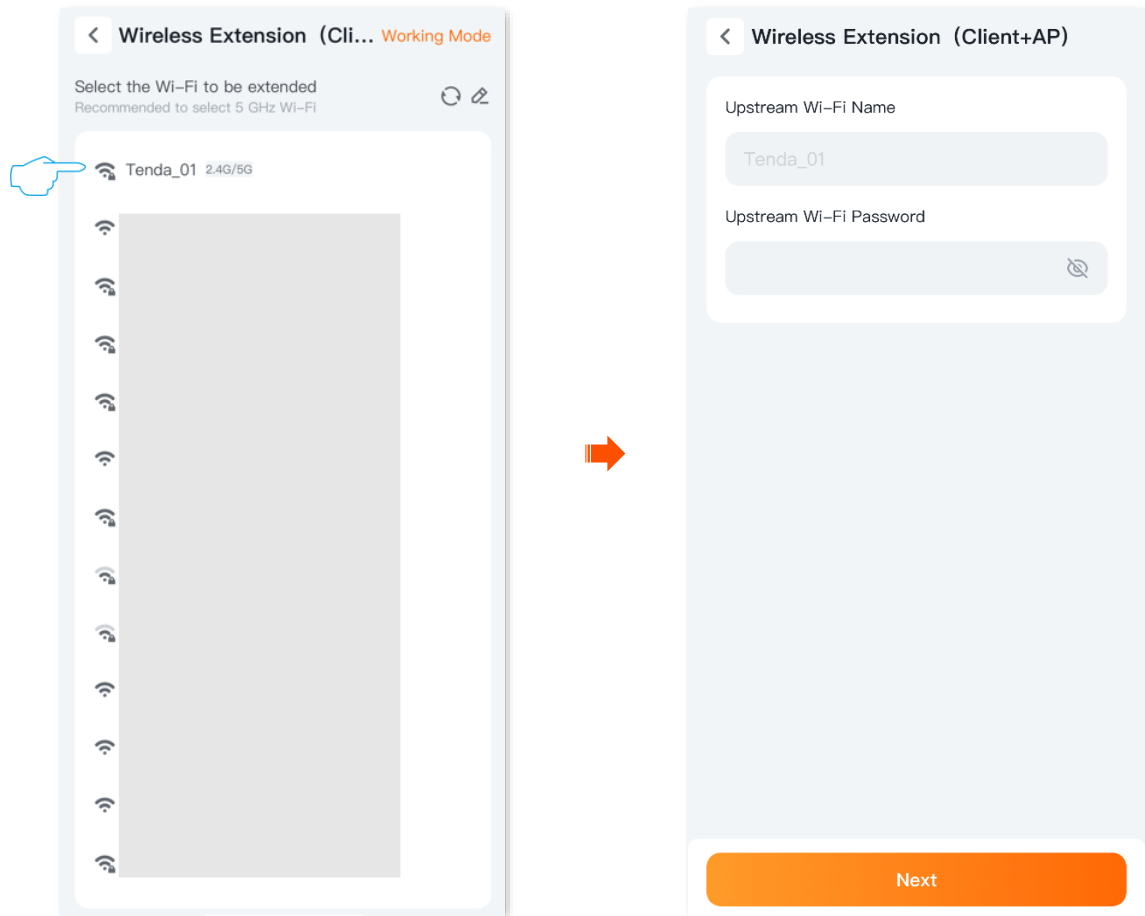 Wireless Extension（Cli... Working Mode
Select the Wi-Fi to be extended
Recommended to select 5 GHz Wi-Fi
Tenda_01 2.4G/5G
Wireless Extension（Client+AP）
Upstream Wi-Fi Name
Tenda_01
Upstream Wi-Fi Password
Next